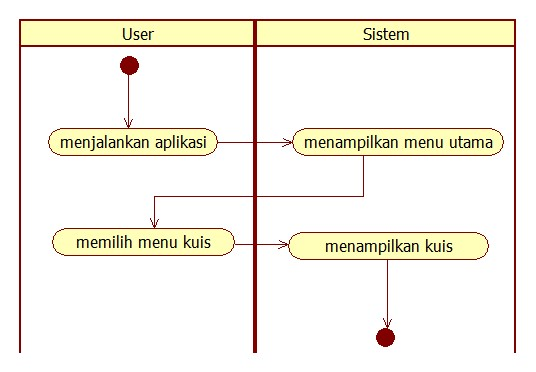 User
Sistem
menjalankan aplikasi
menampilkan menu utama
memilih menu kuis
menampilkan kuis